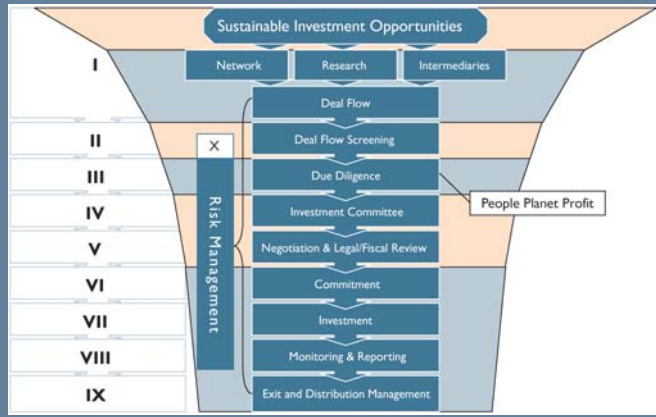 Sustainable Investment Opportunities
I
Network
Research
Intermediaries
Deal Flow
II
X
Deal Flow Screening
III
Due Diligence
People Planet Profit
Risk Management
IV
Investment Committee
V
Negotiation & Legal/Fiscal Review
VI
Commitment
VII
Investment
VIII
Monitoring & Reporting
IX
Exit and Distribution Management